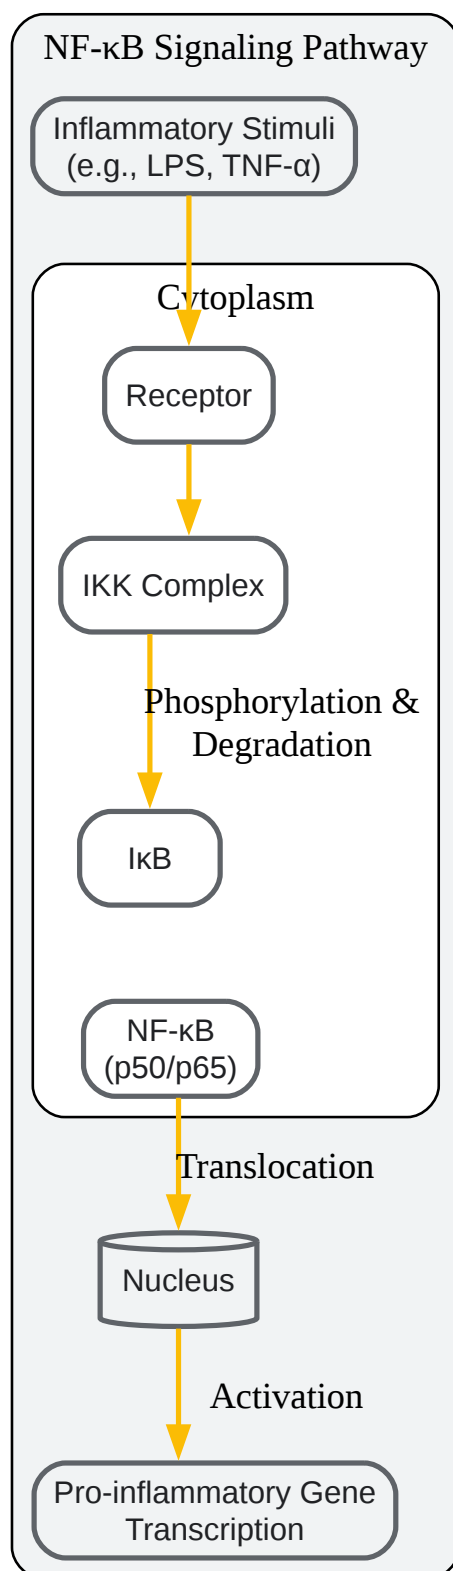 NF-κB Signaling Pathway
Inflammatory Stimuli
(e.g., LPS, TNF-α)
Cytoplasm
Receptor
IKK Complex
Phosphorylation &
Degradation
IκB
NF-κB
(p50/p65)
Translocation
Nucleus
Activation
Pro-inflammatory Gene
Transcription